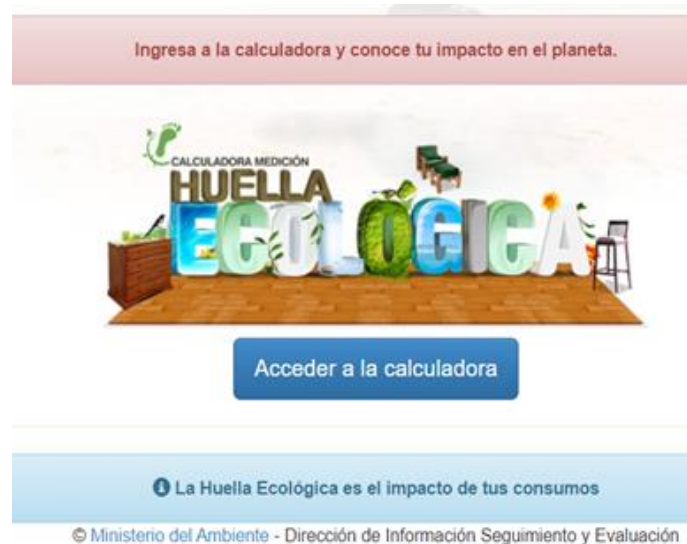 Ingresa a la calculadora y conoce tu impacto en el planeta.
CALCULADORA MEDICIÓN
HUELLA
ECOLÓGICA
Acceder a la calculadora
La Huella Ecológica es el impacto de tus consumos
© Ministerio del Ambiente - Dirección de Información Seguimiento y Evaluación